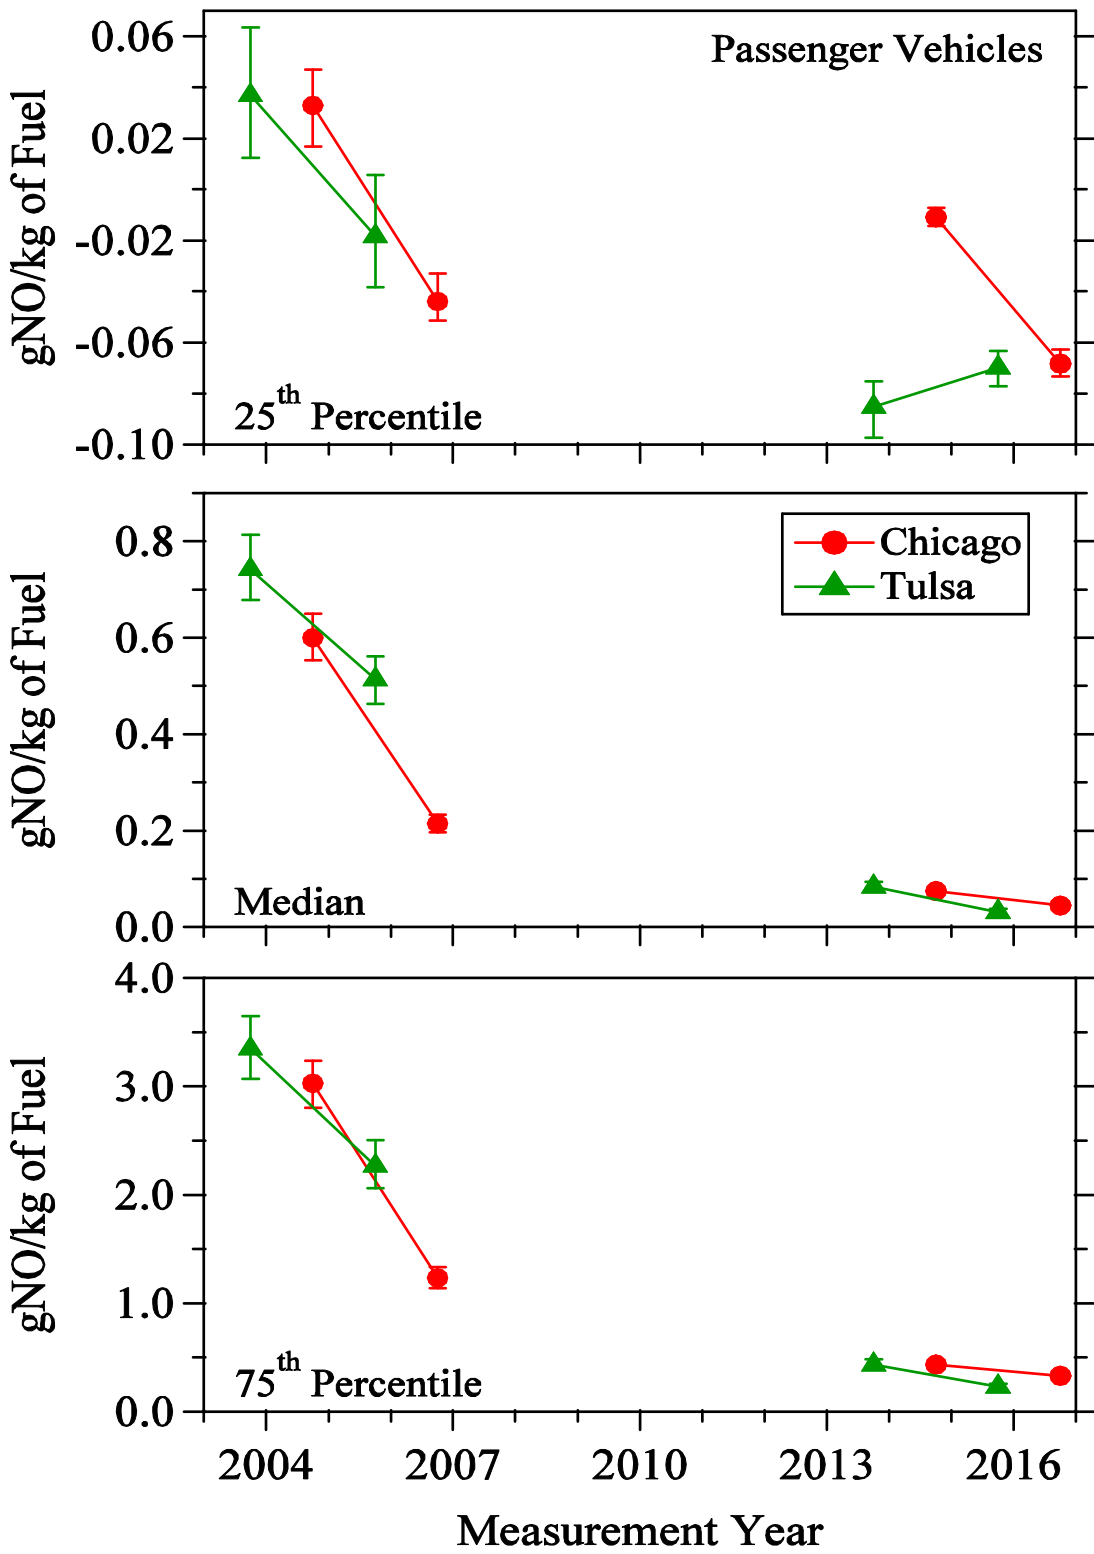 Passenger Vehicles
0.06
0.02
-0.02
-0.06
-0.10
gNO/kg of Fuel
25th Percentile
Chicago
Tulsa
0.8
0.6
0.4
0.2
0.0
gNO/kg of Fuel
Median
4.0
3.0
2.0
1.0
0.0
gNO/kg of Fuel
75th Percentile
2004 2007 2010 2013 2016
Measurement Year